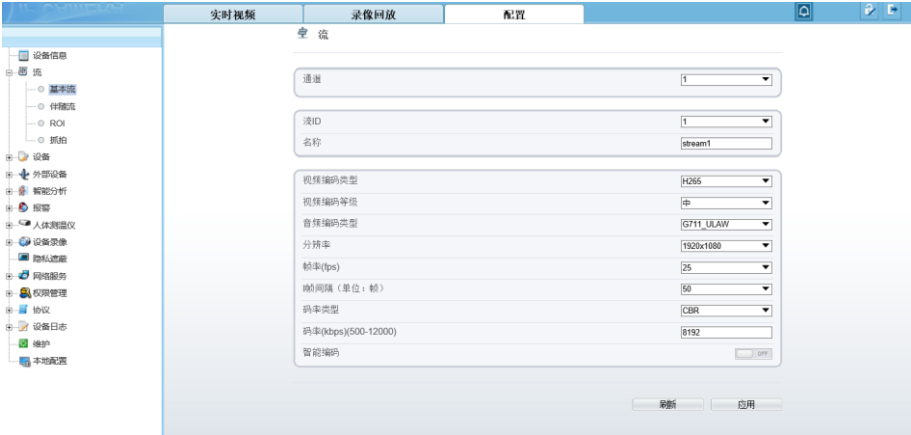 实时视频
录像回放
配置
流
设备信息
流
基本流
伴随流
ROI
抓拍
设备
外部设备
智能分析
报警
人体测温仪
设备录像
隐私遮蔽
网络服务
权限管理
协议
设备日志
维护
本地配置
通道 1
流ID 1
名称 stream1
视频编码类型 H265
视频编码等级 中
音频编码类型 G711_ULAW
分辨率 1920x1080
帧率(fps) 25
I帧间隔（单位：帧） 50
码率类型 CBR
码率(kbps)(500-12000) 8192
智能编码 OFF
刷新 应用